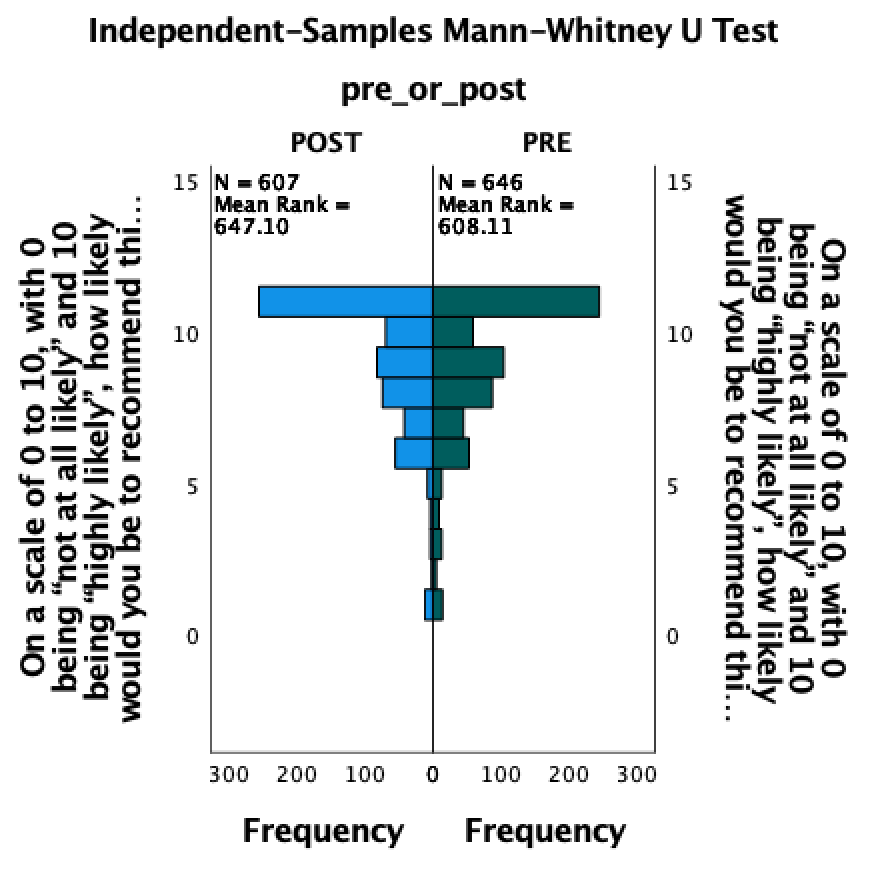 Independent-Samples Mann-Whitney U Test
pre_or_post
POST
PRE
N = 607
Mean Rank =
647.10
N = 646
Mean Rank =
608.11
On a scale of 0 to 10, with 0
being “not at all likely” and 10
being “highly likely”, how likely
would you be to recommend thi...
15
10
5
0
15
10
5
0
On a scale of 0 to 10, with 0
being “not at all likely” and 10
being “highly likely”, how likely
would you be to recommend thi...
300 200 100 0 100 200 300
Frequency
Frequency